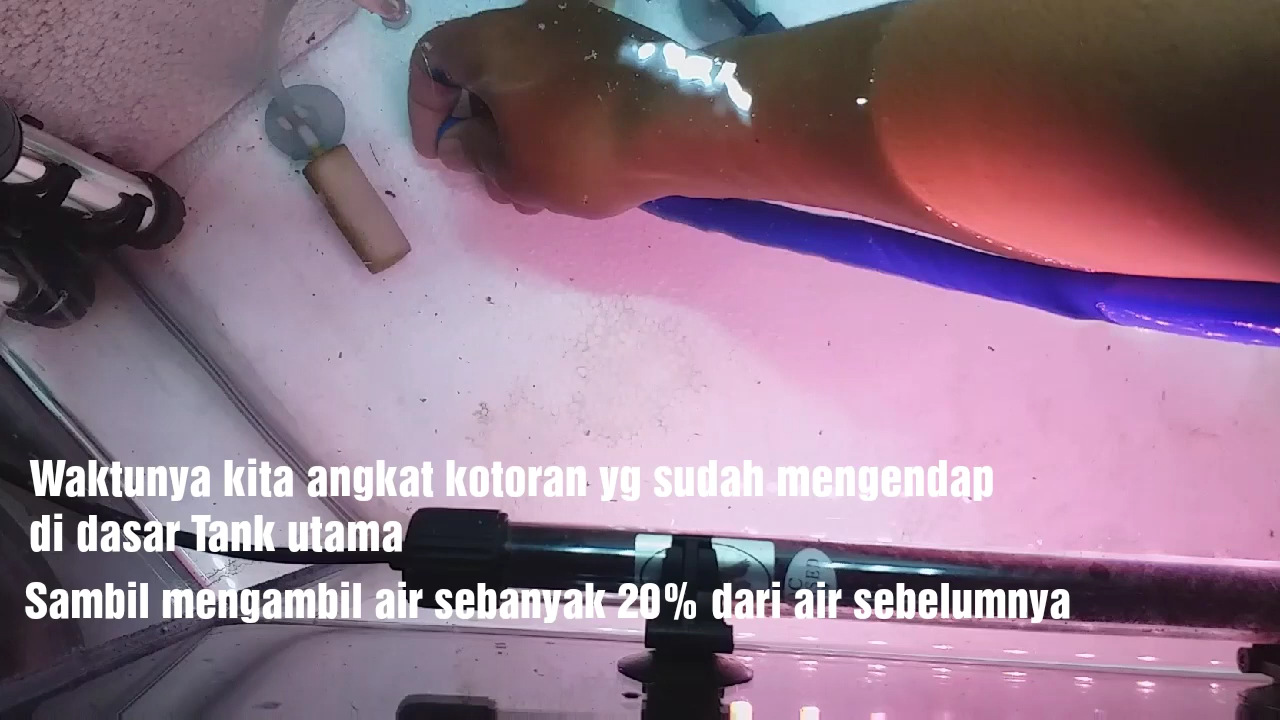 Waktunya kita angkat kotoran yg sudah mengendap
di dasar Tank utama
Sambil mengambil air sebanyak 20% dari air sebelumnya